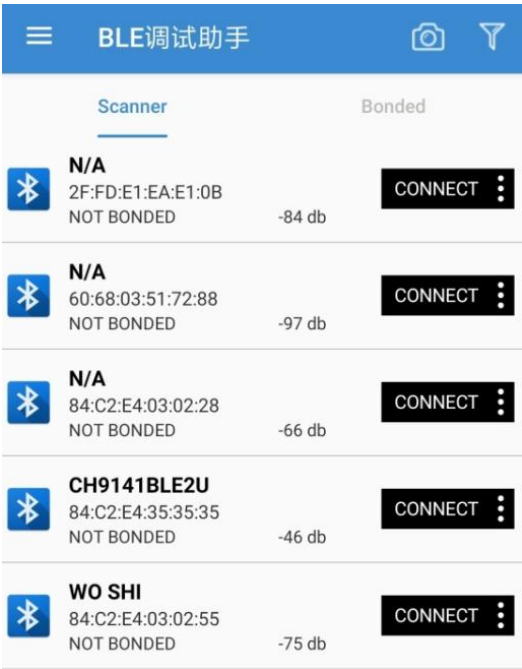 BLE调试助手
Scanner Bonded
N/A
2F:FD:E1:EA:E1:0B
NOT BONDED -84 db
CONNECT
N/A
60:68:03:51:72:88
NOT BONDED -97 db
CONNECT
N/A
84:C2:E4:03:02:28
NOT BONDED -66 db
CONNECT
CH9141BLE2U
84:C2:E4:35:35:35
NOT BONDED -46 db
CONNECT
WO SHI
84:C2:E4:03:02:55
NOT BONDED -75 db
CONNECT